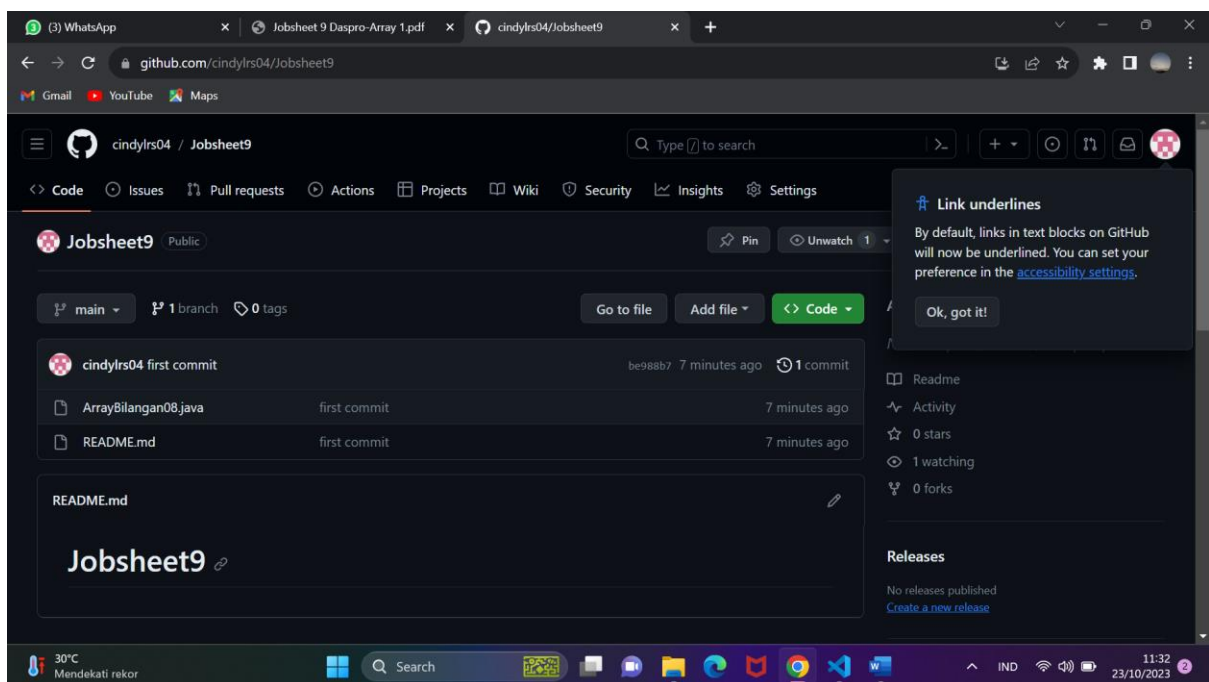 (3) WhatsApp
Jobsheet 9 Daspro-Array 1.pdf
cindylrs04/Jobsheet9
github.com/cindylrs04/Jobsheet9
Gmail
YouTube
Maps
cindylrs04 / Jobsheet9
Type / to search
Code
Issues
Pull requests
Actions
Projects
Wiki
Security
Insights
Settings
Link underlines
By default, links in text blocks on GitHub
will now be underlined. You can set your
preference in the accessibility settings.
Ok, got it!
Jobsheet9 Public
Pin
Unwatch 1
main
1 branch
0 tags
Go to file
Add file
<> Code
cindylrs04 first commit
be988b7 7 minutes ago
1 commit
ArrayBilangan08.java
first commit
7 minutes ago
README.md
first commit
7 minutes ago
README.md
Jobsheet9
Readme
Activity
0 stars
1 watching
0 forks
Releases
No releases published
Create a new release
30°C
Mendekati rekor
Search
IND
11:32
23/10/2023
2